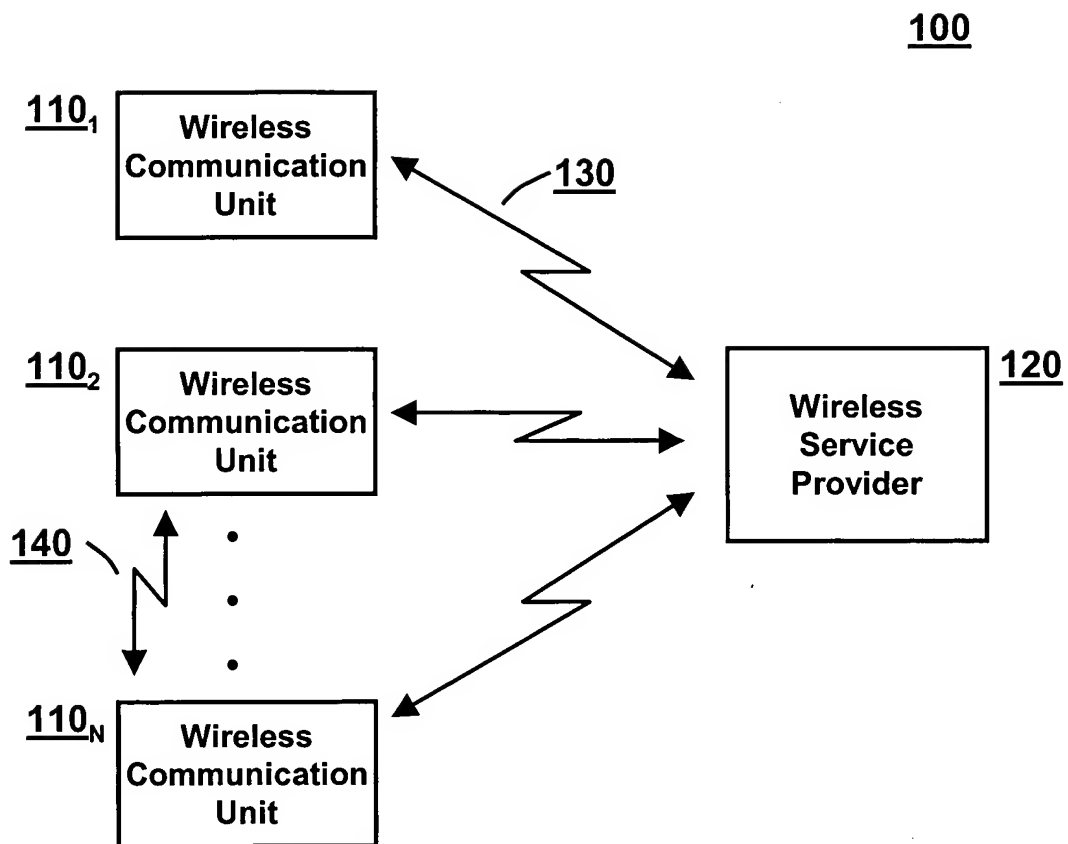 100
110₁
Wireless
Communication
Unit
130
110₂
Wireless
Communication
Unit
120
Wireless
Service
Provider
140
110N
Wireless
Communication
Unit